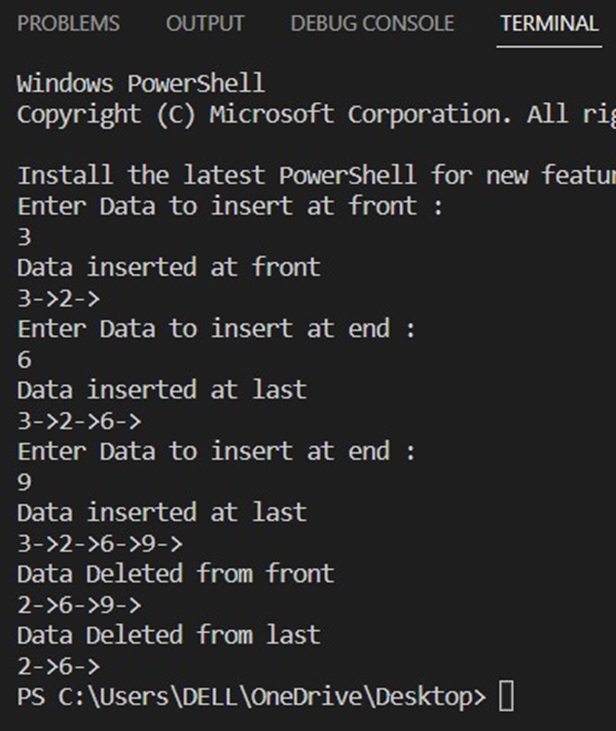 PROBLEMS OUTPUT DEBUG CONSOLE TERMINAL
Windows PowerShell
Copyright (C) Microsoft Corporation. All rig
Install the latest PowerShell for new featur
Enter Data to insert at front :
3
Data inserted at front
3->2->
Enter Data to insert at end :
6
Data inserted at last
3->2->6->
Enter Data to insert at end :
9
Data inserted at last
3->2->6->9->
Data Deleted from front
2->6->9->
Data Deleted from last
2->6->
PS C:\Users\DELL\OneDrive\Desktop>